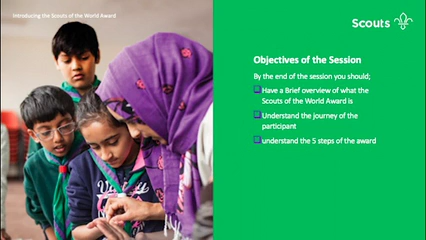 Introducing the Scouts of the World Award
Scouts
Objectives of the Session
By the end of the session you should;
Have a Brief overview of what the
Scouts of the World Award is
Understand the journey of the
participant
understand the 5 steps of the award